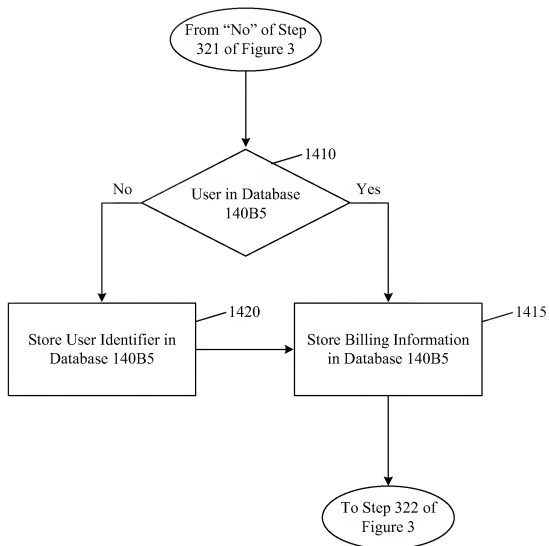 From “No” of Step
321 of Figure 3
1410
User in Database
140B5
No
Yes
1420
Store User Identifier in
Database 140B5
1415
Store Billing Information
in Database 140B5
To Step 322 of
Figure 3